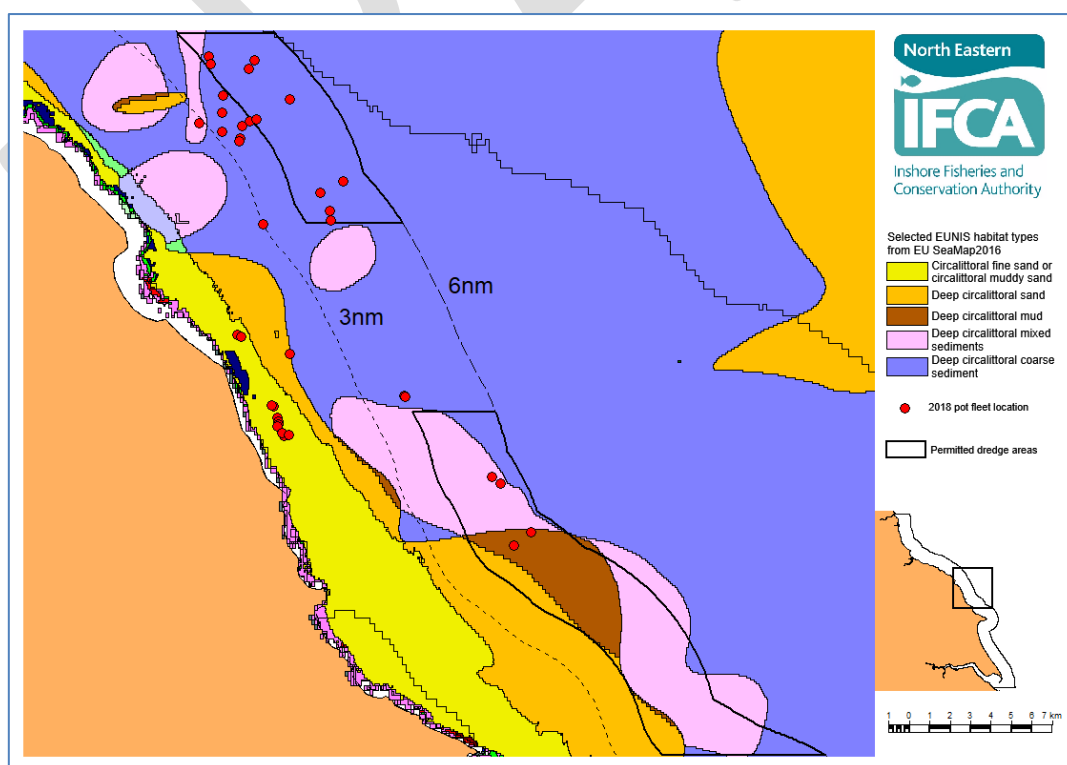 North Eastern
IFCA
Inshore Fisheries and
Conservation Authority
6nm
3nm
Selected EUNIS habitat types
from EU SeaMap2016
Circalittoral fine sand or
circalittoral muddy sand
Deep circalittoral sand
Deep circalittoral mud
Deep circalittoral mixed
sediments
Deep circalittoral coarse
sediment
2018 pot fleet location
Permitted dredge areas
1 0 1 2 3 4 5 6 7 km